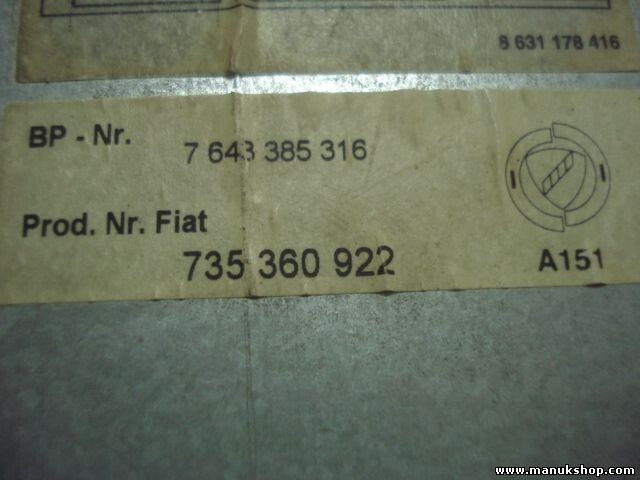 8 631 178 416
BP - Nr. 7 643 385 316
Prod. Nr. Fiat
735 360 922 A151
www.manukshop.com